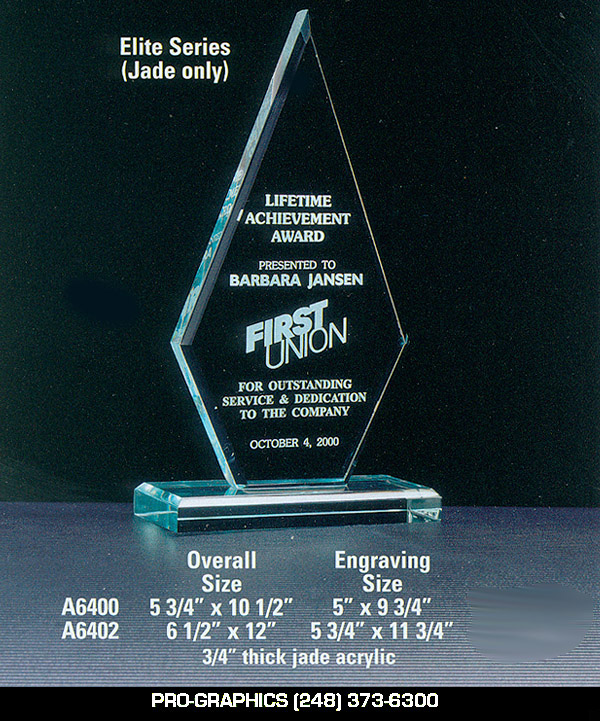 Elite Series
(Jade only)
LIFETIME
ACHIEVEMENT
AWARD
PRESENTED TO
BARBARA JANSEN
FIRST
UNION
FOR OUTSTANDING
SERVICE & DEDICATION
TO THE COMPANY
OCTOBER 4, 2000
Overall Engraving
Size Size
A6400 5 3/4" x 10 1/2" 5" x 9 3/4"
A6402 6 1/2" x 12" 5 3/4" x 11 3/4"
3/4" thick jade acrylic
PRO-GRAPHICS (248) 373-6300